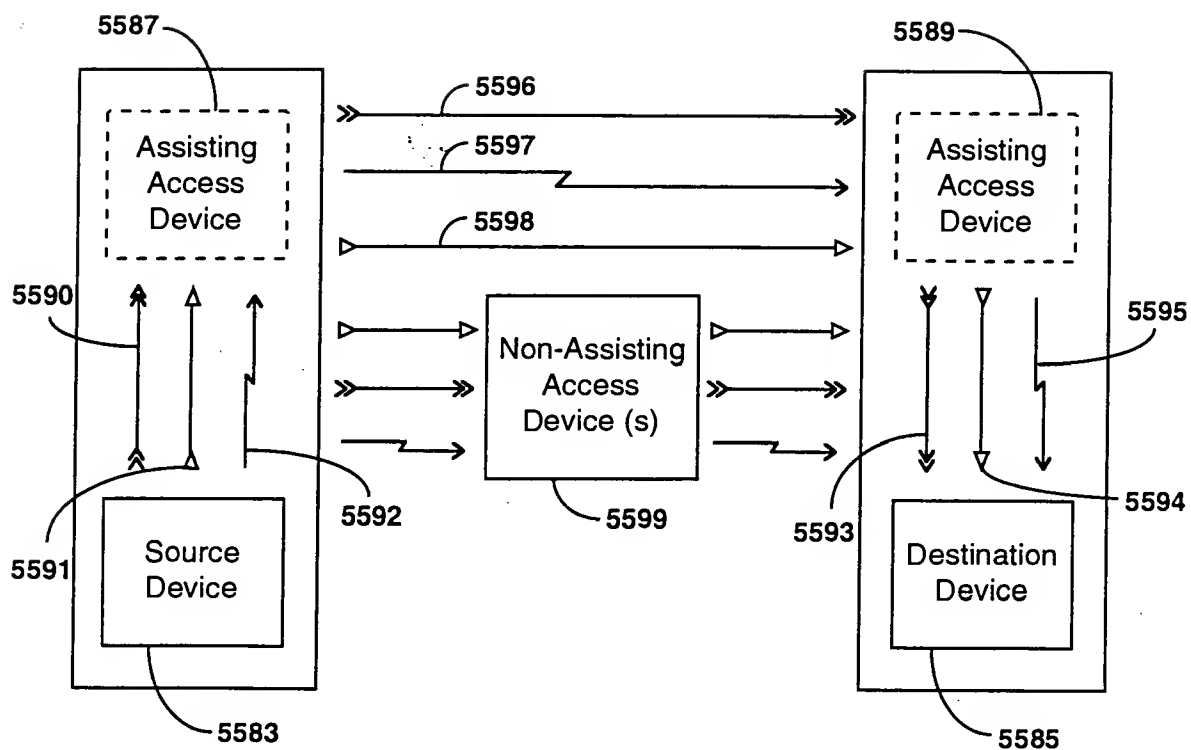 5587
5589
5596
Assisting
Access
Device
5597
Assisting
Access
Device
5598
5590
5595
Non-Assisting
Access
Device (s)
5592
5599
5593
5594
5591
Source
Device
Destination
Device
5583
5585